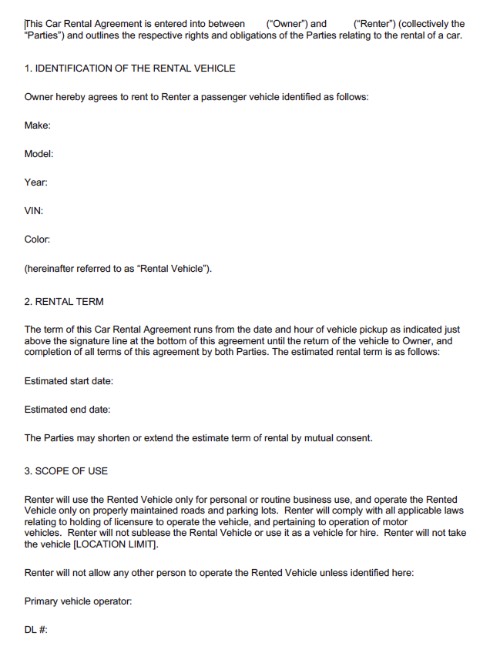 This Car Rental Agreement is entered into between ("Owner") and ("Renter") (collectively the
"Parties") and outlines the respective rights and obligations of the Parties relating to the rental of a car.
1. IDENTIFICATION OF THE RENTAL VEHICLE
Owner hereby agrees to rent to Renter a passenger vehicle identified as follows:
Make:
Model:
Year:
VIN:
Color:
(hereinafter referred to as "Rental Vehicle").
2. RENTAL TERM
The term of this Car Rental Agreement runs from the date and hour of vehicle pickup as indicated just
above the signature line at the bottom of this agreement until the return of the vehicle to Owner, and
completion of all terms of this agreement by both Parties. The estimated rental term is as follows:
Estimated start date:
Estimated end date:
The Parties may shorten or extend the estimate term of rental by mutual consent.
3. SCOPE OF USE
Renter will use the Rented Vehicle only for personal or routine business use, and operate the Rented
Vehicle only on properly maintained roads and parking lots. Renter will comply with all applicable laws
relating to holding of licensure to operate the vehicle, and pertaining to operation of motor
vehicles. Renter will not sublease the Rental Vehicle or use it as a vehicle for hire. Renter will not take
the vehicle [LOCATION LIMIT].
Renter will not allow any other person to operate the Rented Vehicle unless identified here:
Primary vehicle operator:
DL #: